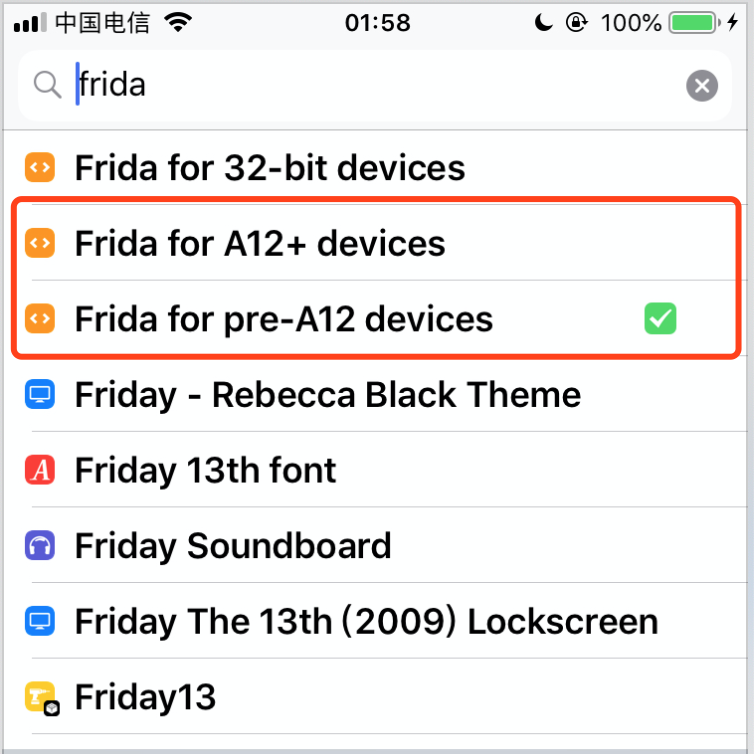 中国电信 01:58 100%
frida
Frida for 32-bit devices
Frida for A12+ devices
Frida for pre-A12 devices
Friday - Rebecca Black Theme
Friday 13th font
Friday Soundboard
Friday The 13th (2009) Lockscreen
Friday13